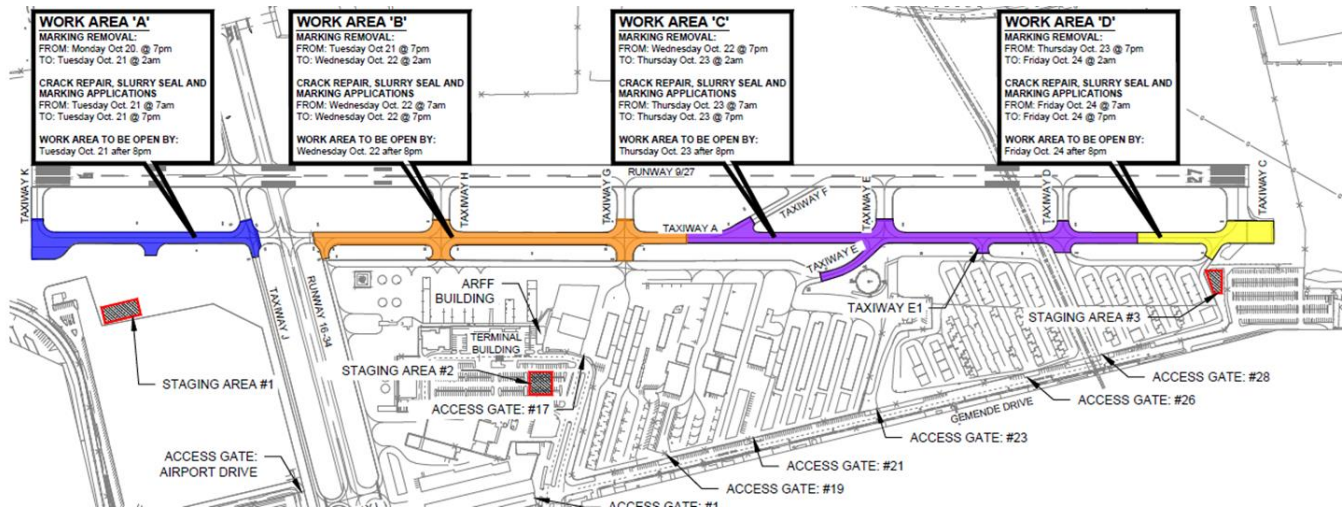 WORK AREA 'A'
MARKING REMOVAL:
FROM: Monday Oct 20. @ 7pm
TO: Tuesday Oct. 21 @ 2am
CRACK REPAIR, SLURRY SEAL AND
MARKING APPLICATIONS
FROM: Tuesday Oct. 21 @ 7am
TO: Tuesday Oct. 21 @ 7pm
WORK AREA TO BE OPEN BY:
Tuesday Oct. 21 after 8pm
WORK AREA 'B'
MARKING REMOVAL:
FROM: Tuesday Oct 21 @ 7pm
TO: Wednesday Oct. 22 @ 2am
CRACK REPAIR, SLURRY SEAL AND
MARKING APPLICATIONS
FROM: Wednesday Oct. 22 @ 7am
TO: Wednesday Oct. 22 @ 7pm
WORK AREA TO BE OPEN BY:
Wednesday Oct. 22 after 8pm
WORK AREA 'C'
MARKING REMOVAL:
FROM: Wednesday Oct. 22 @ 7pm
TO: Thursday Oct. 23 @ 2am
CRACK REPAIR, SLURRY SEAL AND
MARKING APPLICATIONS
FROM: Thursday Oct. 23 @ 7am
TO: Thursday Oct. 23 @ 7pm
WORK AREA TO BE OPEN BY:
Thursday Oct. 23 after 8pm
WORK AREA 'D'
MARKING REMOVAL:
FROM: Thursday Oct. 23 @ 7pm
TO: Friday Oct. 24 @ 2am
CRACK REPAIR, SLURRY SEAL AND
MARKING APPLICATIONS
FROM: Friday Oct. 24 @ 7am
TO: Friday Oct. 24 @ 7pm
WORK AREA TO BE OPEN BY:
Friday Oct. 24 after 8pm
TAXIWAY K
TAXIWAY H
TAXIWAY G
RUNWAY 9/27
TAXIWAY F
TAXIWAY E
TAXIWAY D
27
TAXIWAY C
TAXIWAY A
TAXIWAY E
TAXIWAY J
RUNWAY 16-34
ARFF
BUILDING
TAXIWAY E1
STAGING AREA #3
TERMINAL
BUILDING
STAGING AREA #1
STAGING AREA #2
ACCESS GATE: #17
ACCESS GATE: #28
ACCESS GATE: #26
GEMENDE DRIVE
ACCESS GATE: #23
ACCESS GATE:
AIRPORT DRIVE
ACCESS GATE: #21
ACCESS GATE: #19
ACCESS GATE: #1